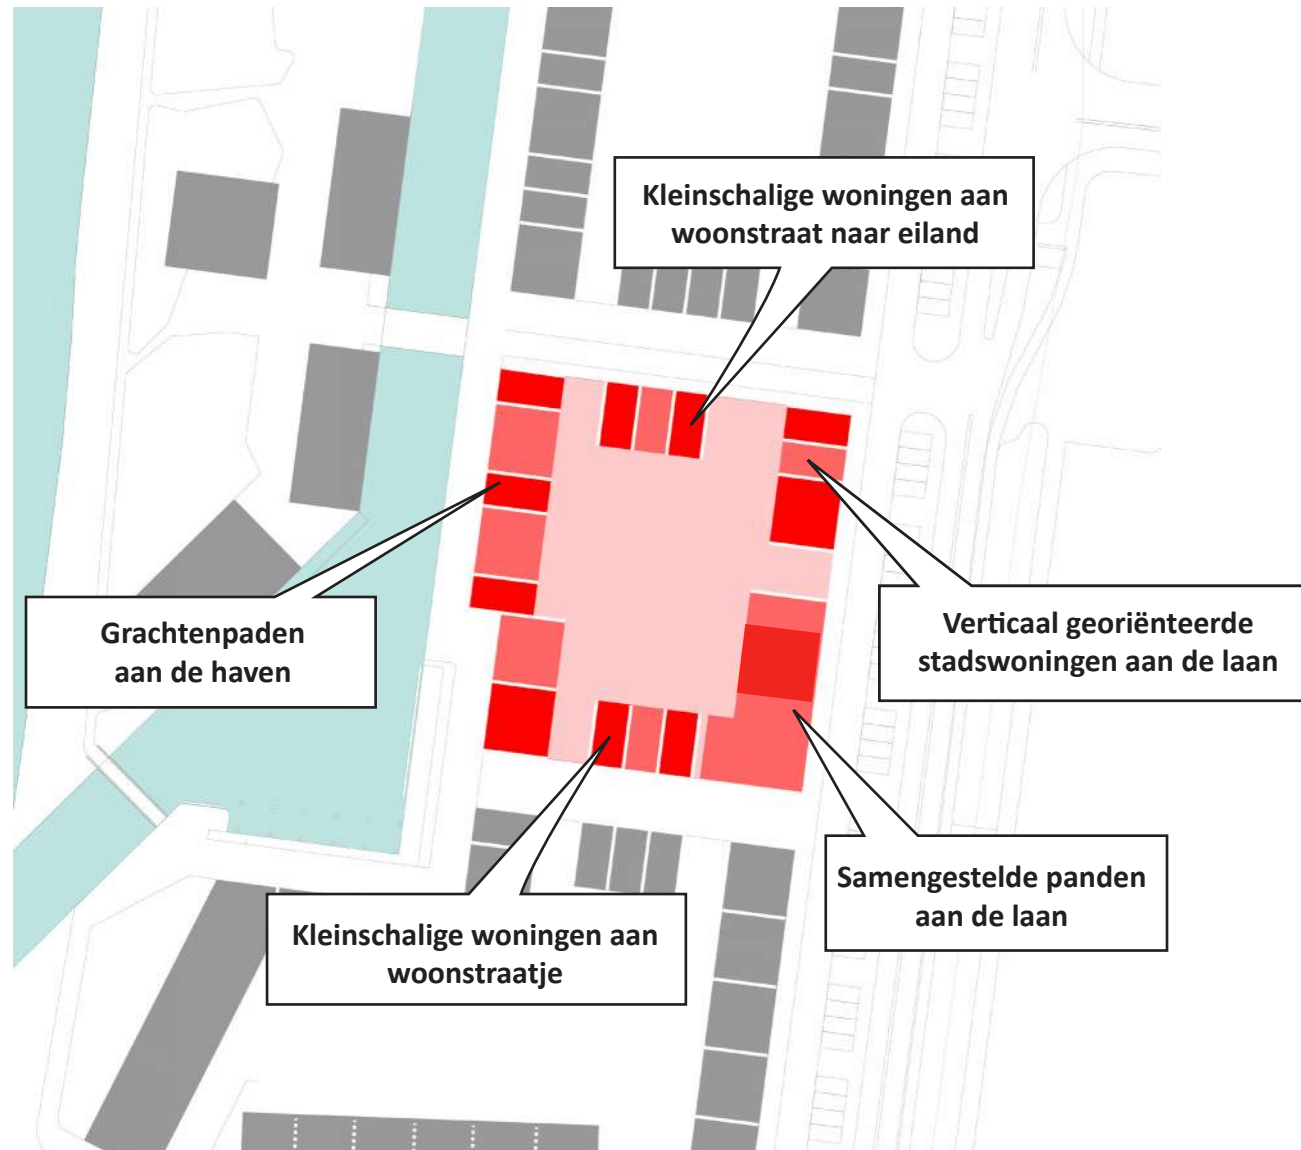 Kleinschalige woningen aan
woonstraat naar eiland
Grachtenpaden
aan de haven
Verticaal georiënteerde
stadswoningen aan de laan
Samengestelde panden
aan de laan
Kleinschalige woningen aan
woonstraatje